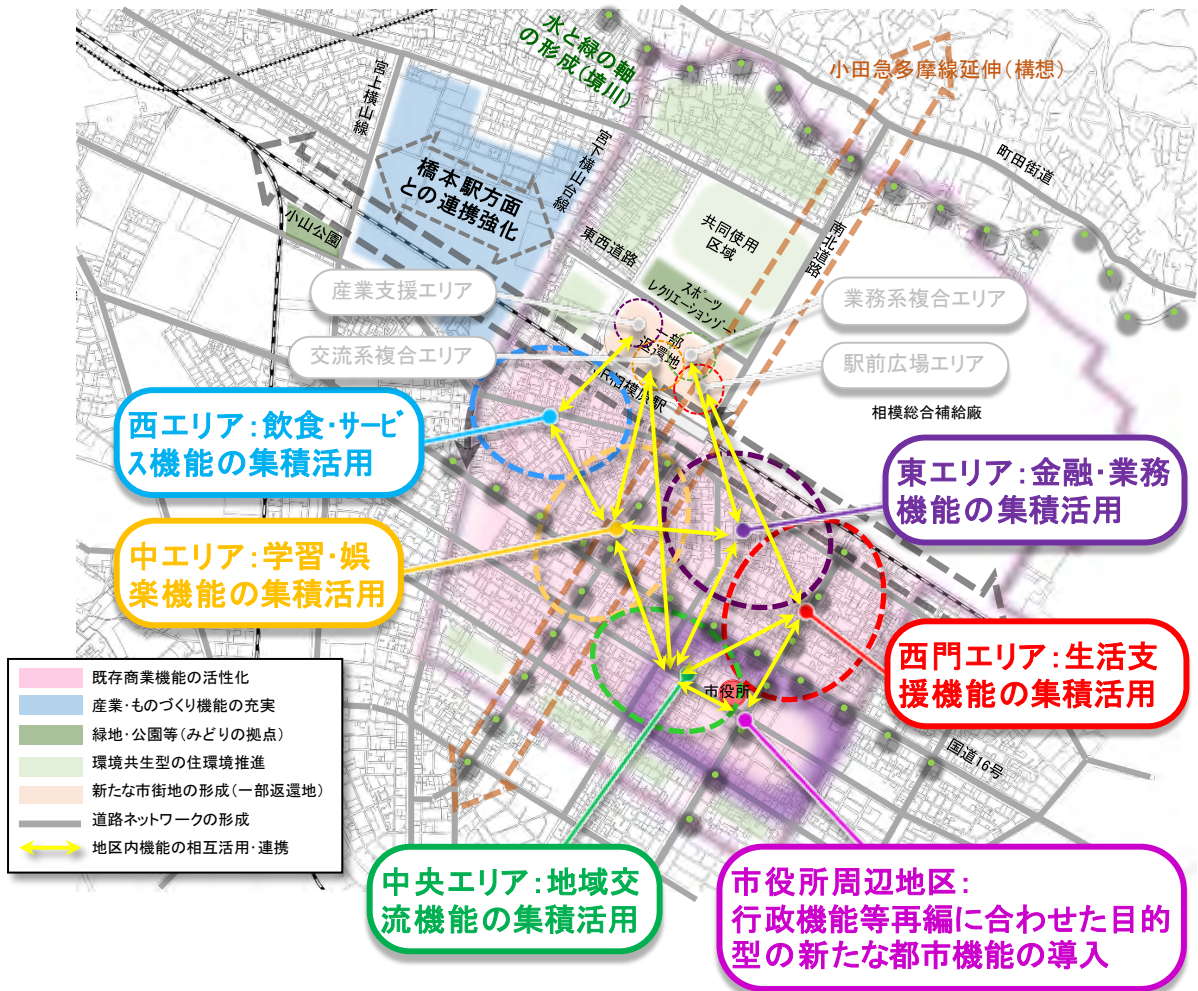 水と緑の軸
の形成(境川)
小田急多摩線延伸(構想)
宮上横山線
宮下横山台線
町田街道
橋本駅方面
との連携強化
小山公園
東西道路
共同使用
区域
南北道路
スポーツ
レクリエーションゾーン
産業支援エリア
業務系複合エリア
一部
返還地
交流系複合エリア
駅前広場エリア
JR相模原駅
相模総合補給廠
西エリア:飲食・サービ
ス機能の集積活用
東エリア:金融・業務
機能の集積活用
中エリア:学習・娯
楽機能の集積活用
西門エリア:生活支
援機能の集積活用
市役所
国道16号
既存商業機能の活性化
産業・ものづくり機能の充実
緑地・公園等(みどりの拠点)
環境共生型の住環境推進
新たな市街地の形成(一部返還地)
道路ネットワークの形成
地区内機能の相互活用・連携
中央エリア:地域交
流機能の集積活用
市役所周辺地区:
行政機能等再編に合わせた目的
型の新たな都市機能の導入